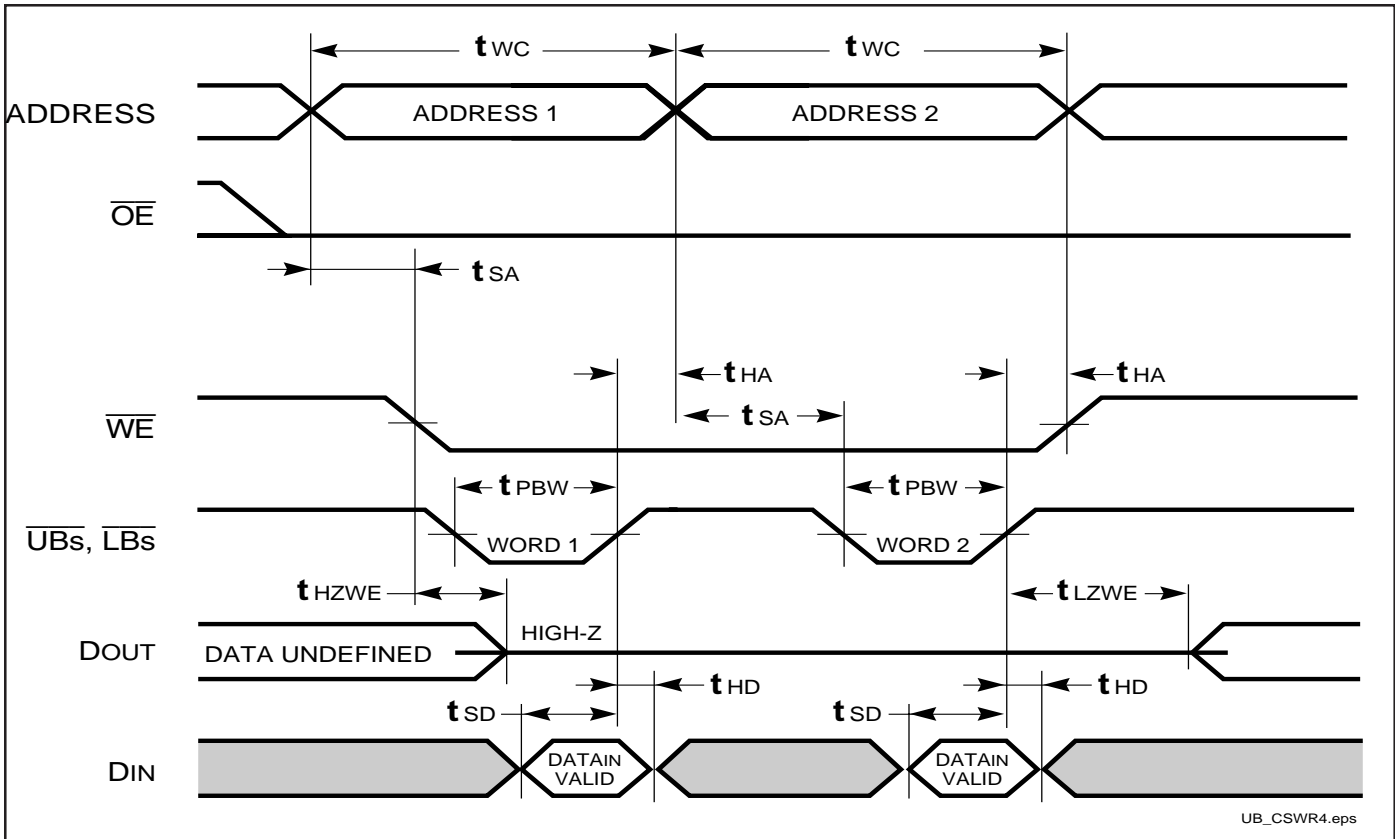 tWC tWC
ADDRESS ADDRESS 1 ADDRESS 2
OE
tSA
tHA tHA
tSA
WE
tPBW tPBW
UBs, LBs WORD 1 WORD 2
tHZWE tLZWE
HIGH-Z
DOUT DATA UNDEFINED
tHD tHD
tSD tSD
DIN DATAIN VALID DATAIN VALID
UB_CSWR4.eps